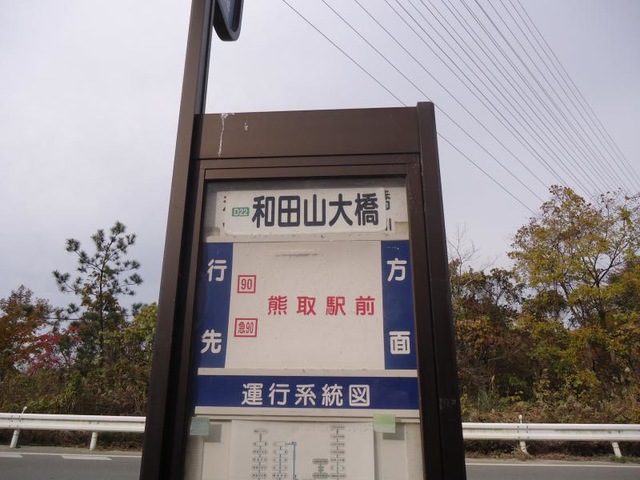 D22 和田山大橋
行先
90
急90
熊取駅前
方面
運行系統図